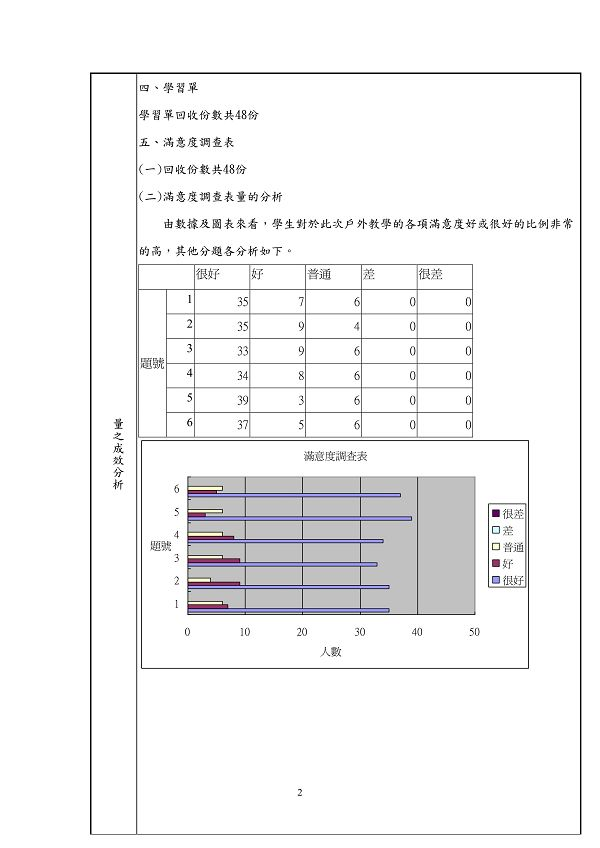 四、學習單
學習單回收份數共48份
五、滿意度調查表
(一)回收份數共48份
(二)滿意度調查表量的分析
由數據及圖表來看，學生對於此次戶外教學的各項滿意度好或很好的比例非常
的高，其他分題各分析如下。
很好 好 普通 差 很差
題號
1 35 7 6 0 0
2 35 9 4 0 0
3 33 9 6 0 0
4 34 8 6 0 0
5 39 3 6 0 0
6 37 5 6 0 0
量之成效分析
滿意度調查表
題號
6
5
4
3
2
1
0 10 20 30 40 50
人數
很差
差
普通
好
很好
2